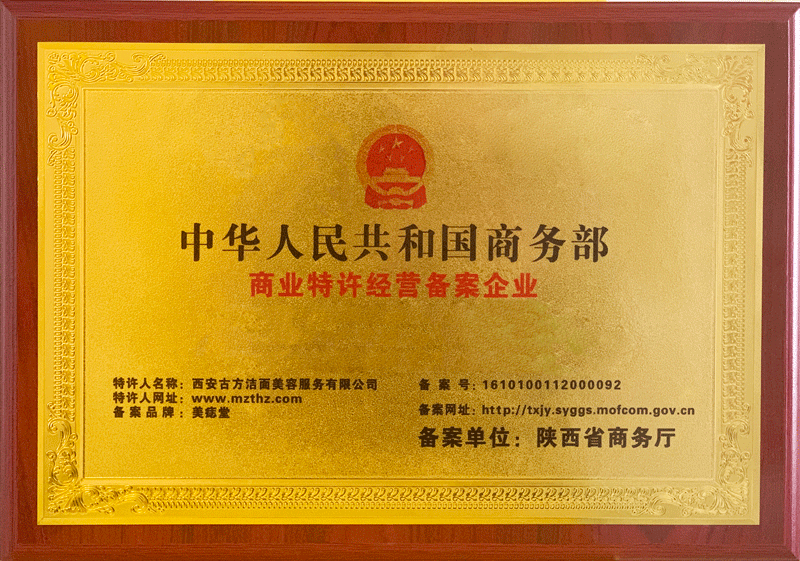 中华人民共和国商务部
商业特许经营备案企业
特许人名称：西安古方洁面美容服务有限公司
特许人网址：www.mzthz.com
备案品牌：美痣堂
备案号：1610100112000092
备案网址：http://txjy.syggs.mofcom.gov.cn
备案单位：陕西省商务厅